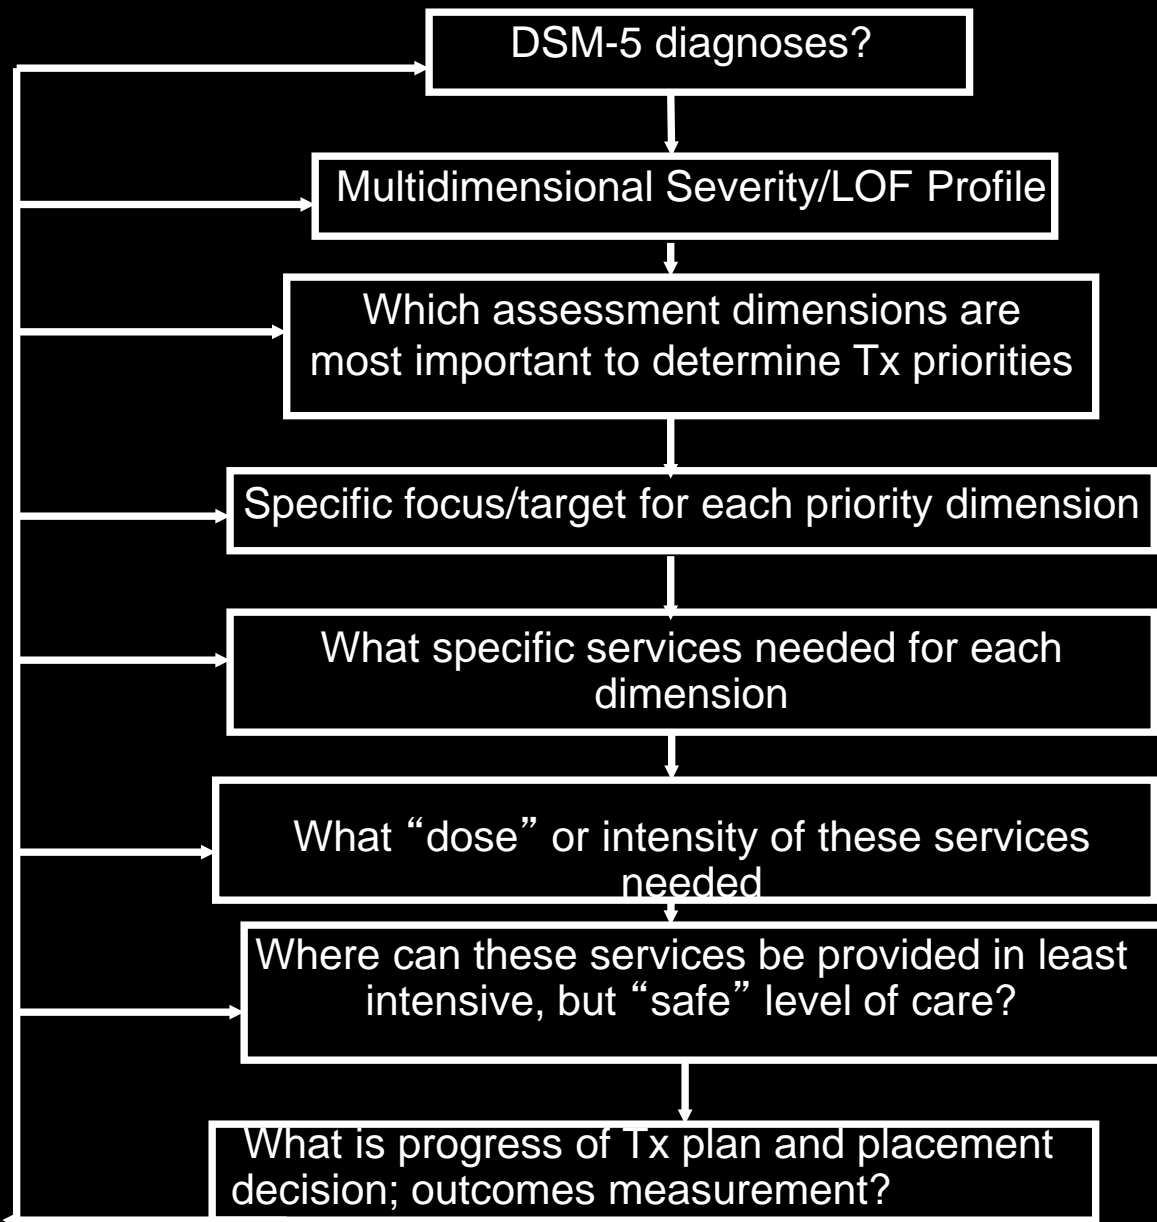 DSM-5 diagnoses?
Multidimensional Severity/LOF Profile
Which assessment dimensions are
most important to determine Tx priorities
Specific focus/target for each priority dimension
What specific services needed for each
dimension
What “dose” or intensity of these services
needed
Where can these services be provided in least
intensive, but “safe” level of care?
What is progress of Tx plan and placement
decision; outcomes measurement?